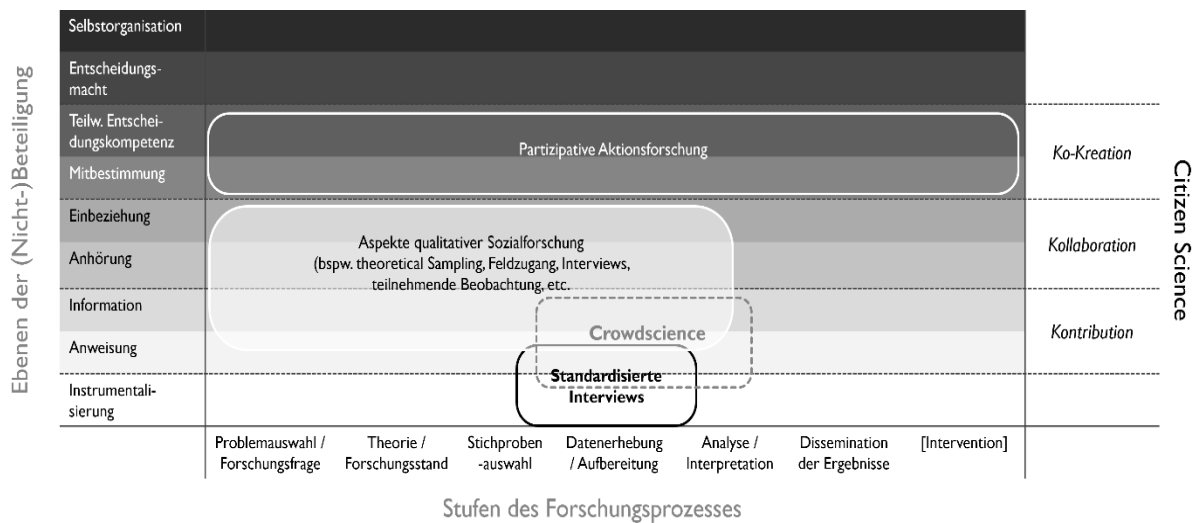 Ebenen der (Nicht-)Beteiligung
Selbstorganisation
Entscheidungs-
macht
Teilw. Entschei-
dungskompetenz
Mitbestimmung
Einbeziehung
Anhörung
Information
Anweisung
Instrumentali-
sierung
Partizipative Aktionsforschung
Aspekte qualitativer Sozialforschung
(bspw. theoretical Sampling, Feldzugang, Interviews,
teilnehmende Beobachtung, etc.
Crowdscience
Standardisierte
Interviews
Ko-Kreation
Kollaboration
Kontribution
Citizen Science
Problemauswahl /
Forschungsfrage
Theorie /
Forschungsstand
Stichproben
-auswahl
Datenerhebung
/ Aufbereitung
Analyse /
Interpretation
Dissemination
der Ergebnisse
[Intervention]
Stufen des Forschungsprozesses